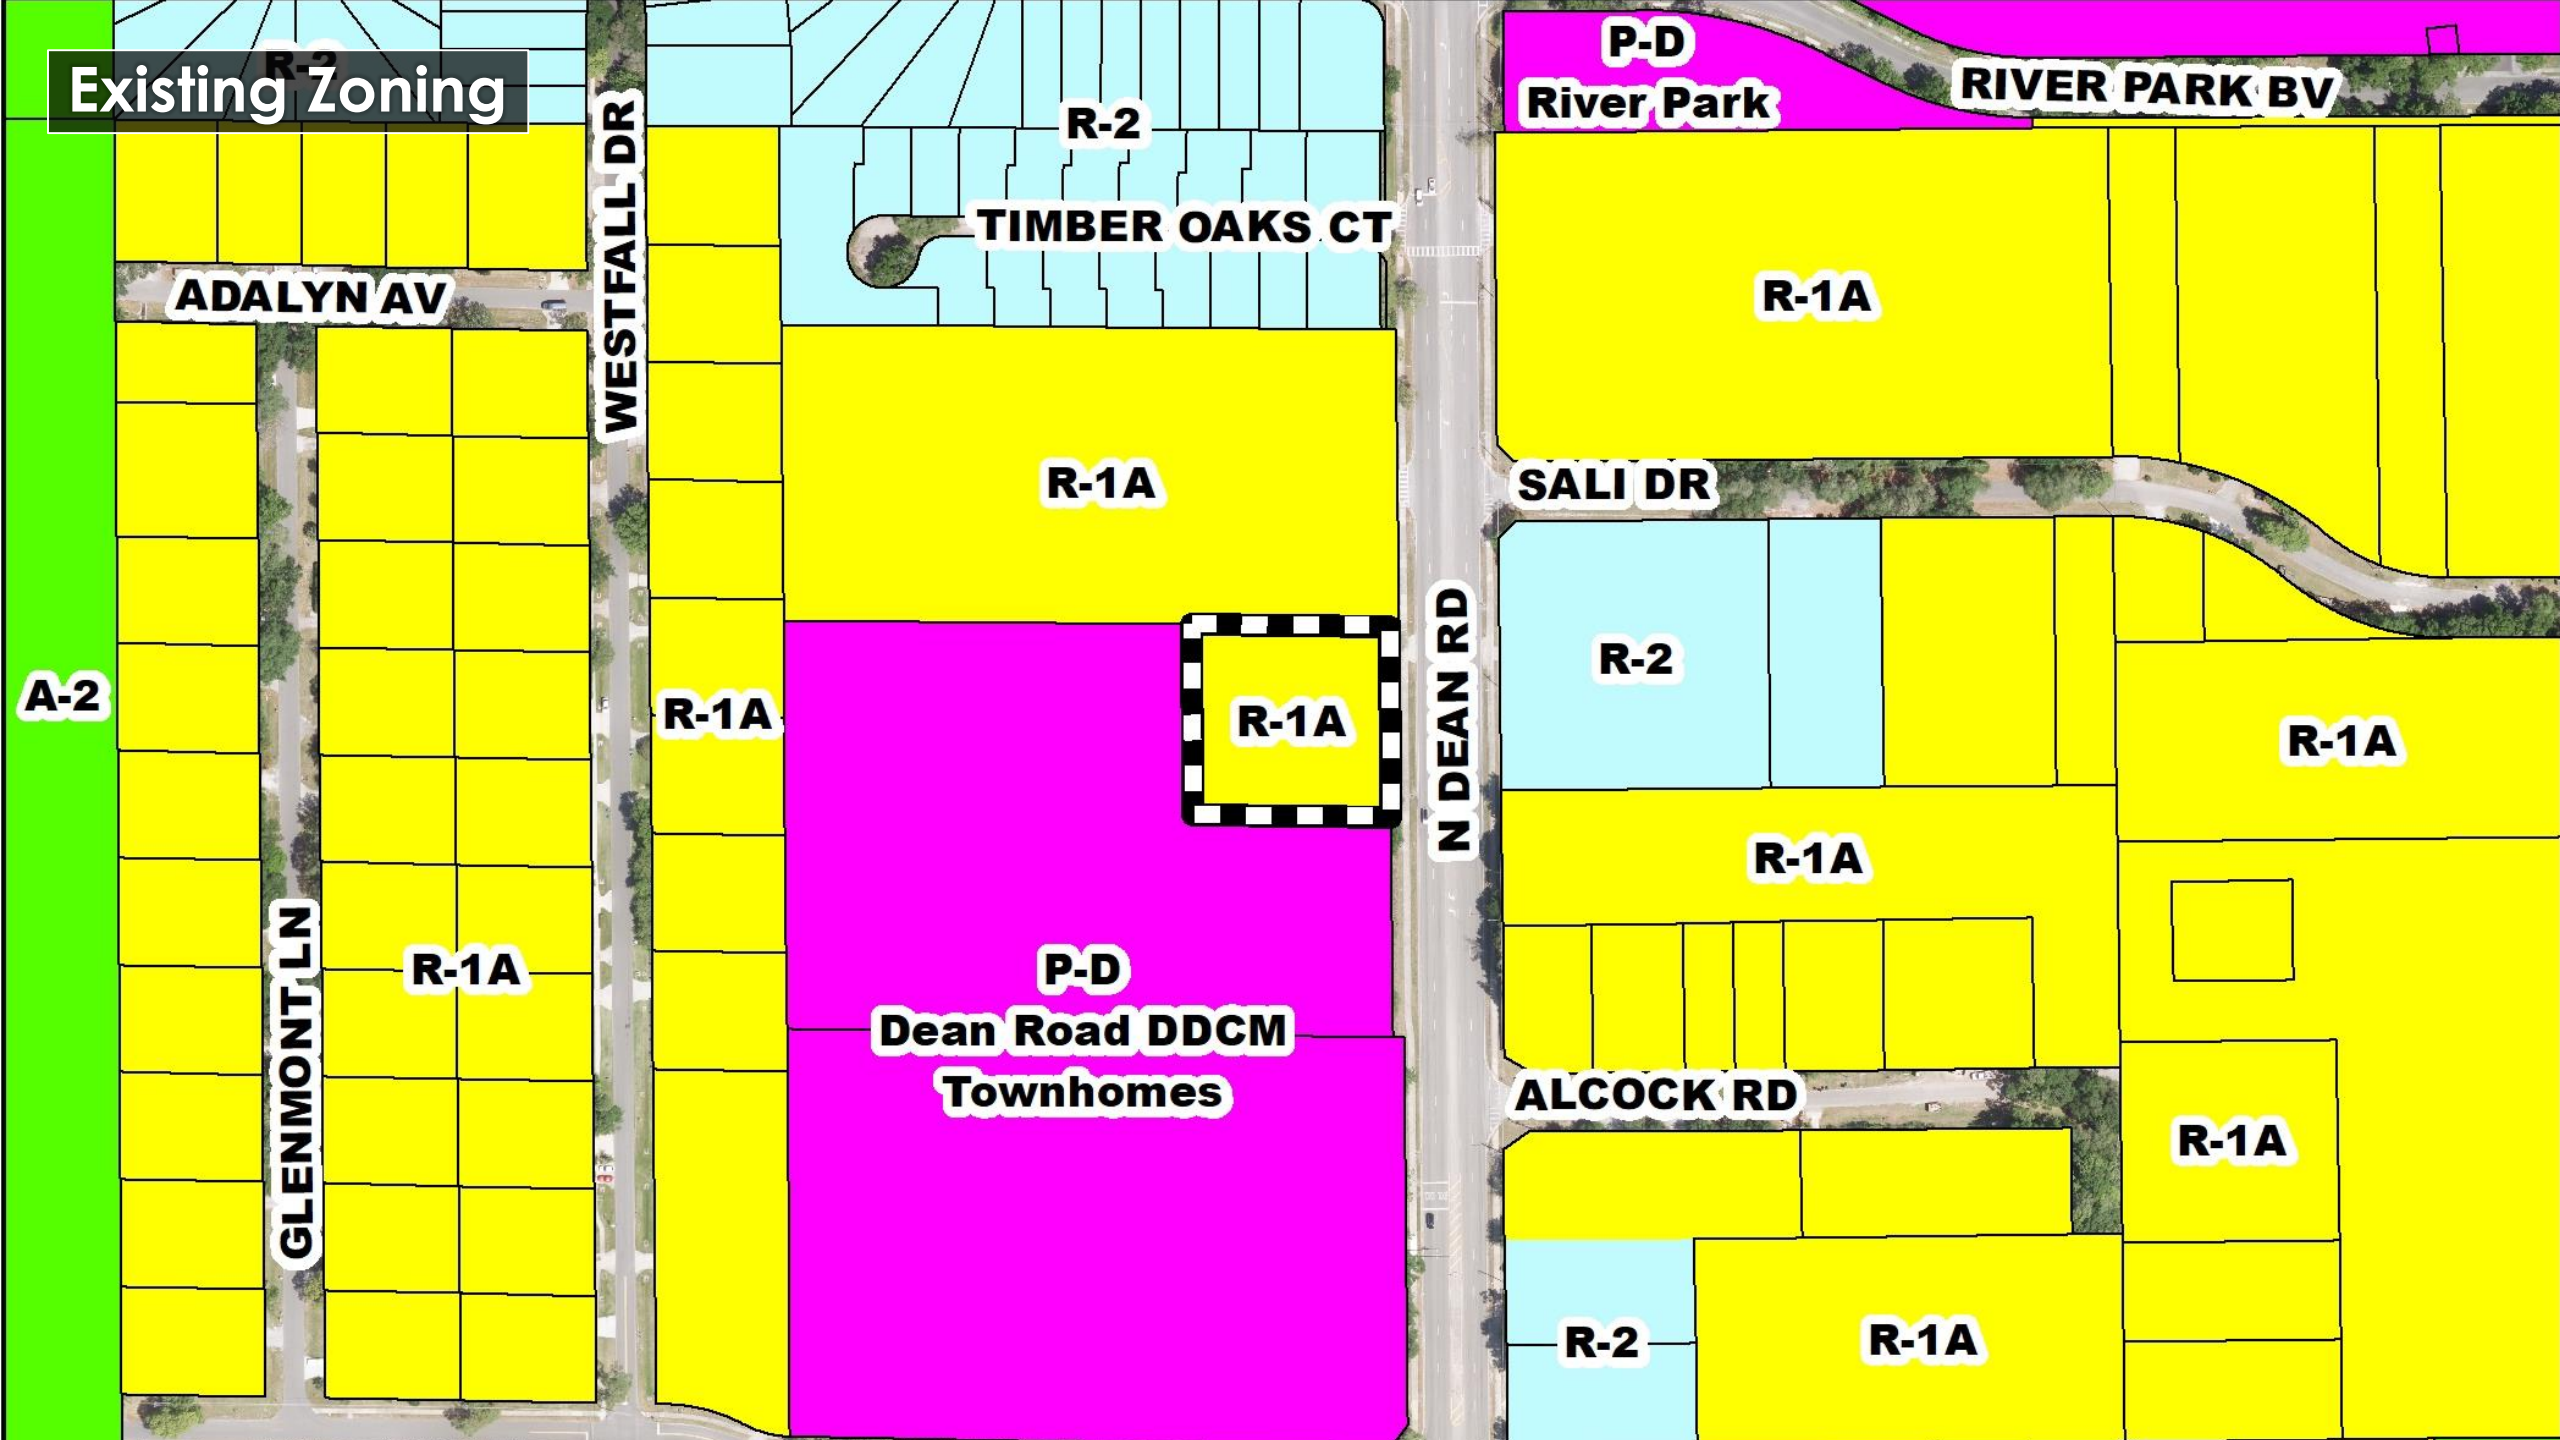 R-2
Existing Zoning
P-D
River Park
RIVER PARK BV
R-2
WESTFALL DR
TIMBER OAKS CT
ADALYN AV
R-1A
R-1A
SALI DR
N DEAN RD
R-2
A-2
R-1A
R-1A
R-1A
R-1A
GLENMONT LN
R-1A
P-D
Dean Road DDCM
Townhomes
ALCOCK RD
R-1A
R-2
R-1A